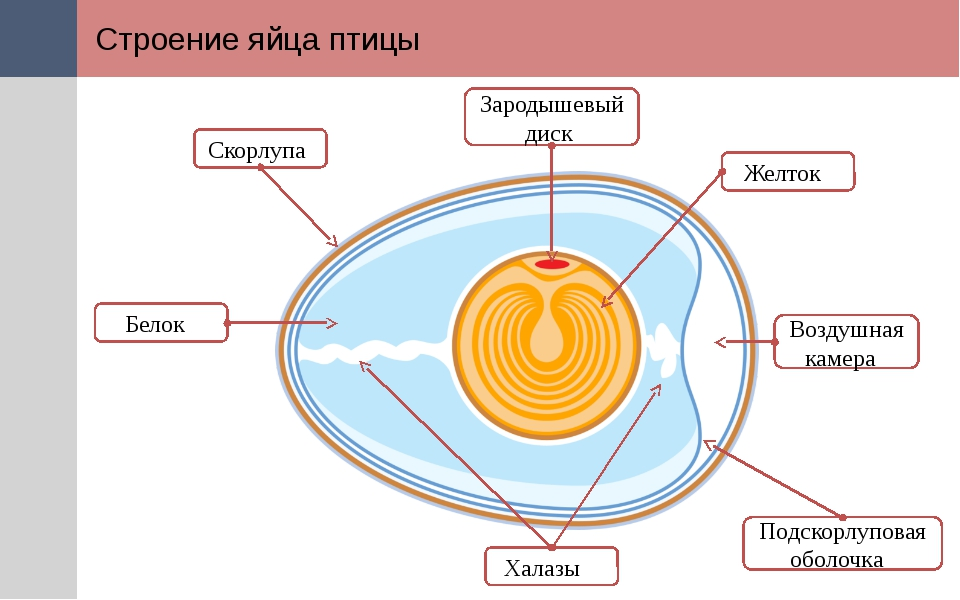 Строение яйца птицы
Зародышевый
диск
Скорлупа
Желток
Белок
Воздушная
камера
Подскорлуповая
оболочка
Халазы